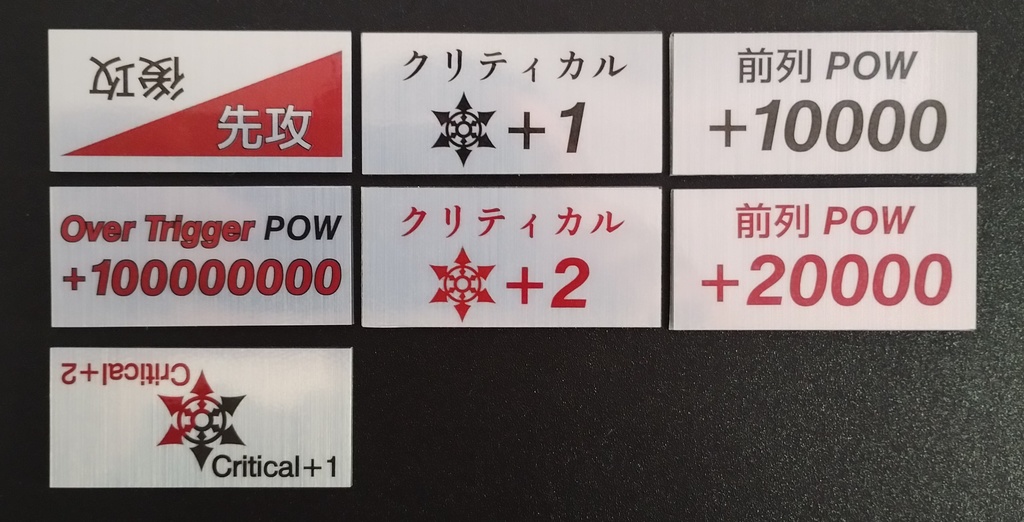 後攻
先攻
クリティカル
+1
前列 POW
+10000
Over Trigger POW
+100000000
クリティカル
+2
前列 POW
+20000
Critical+2
Critical+1